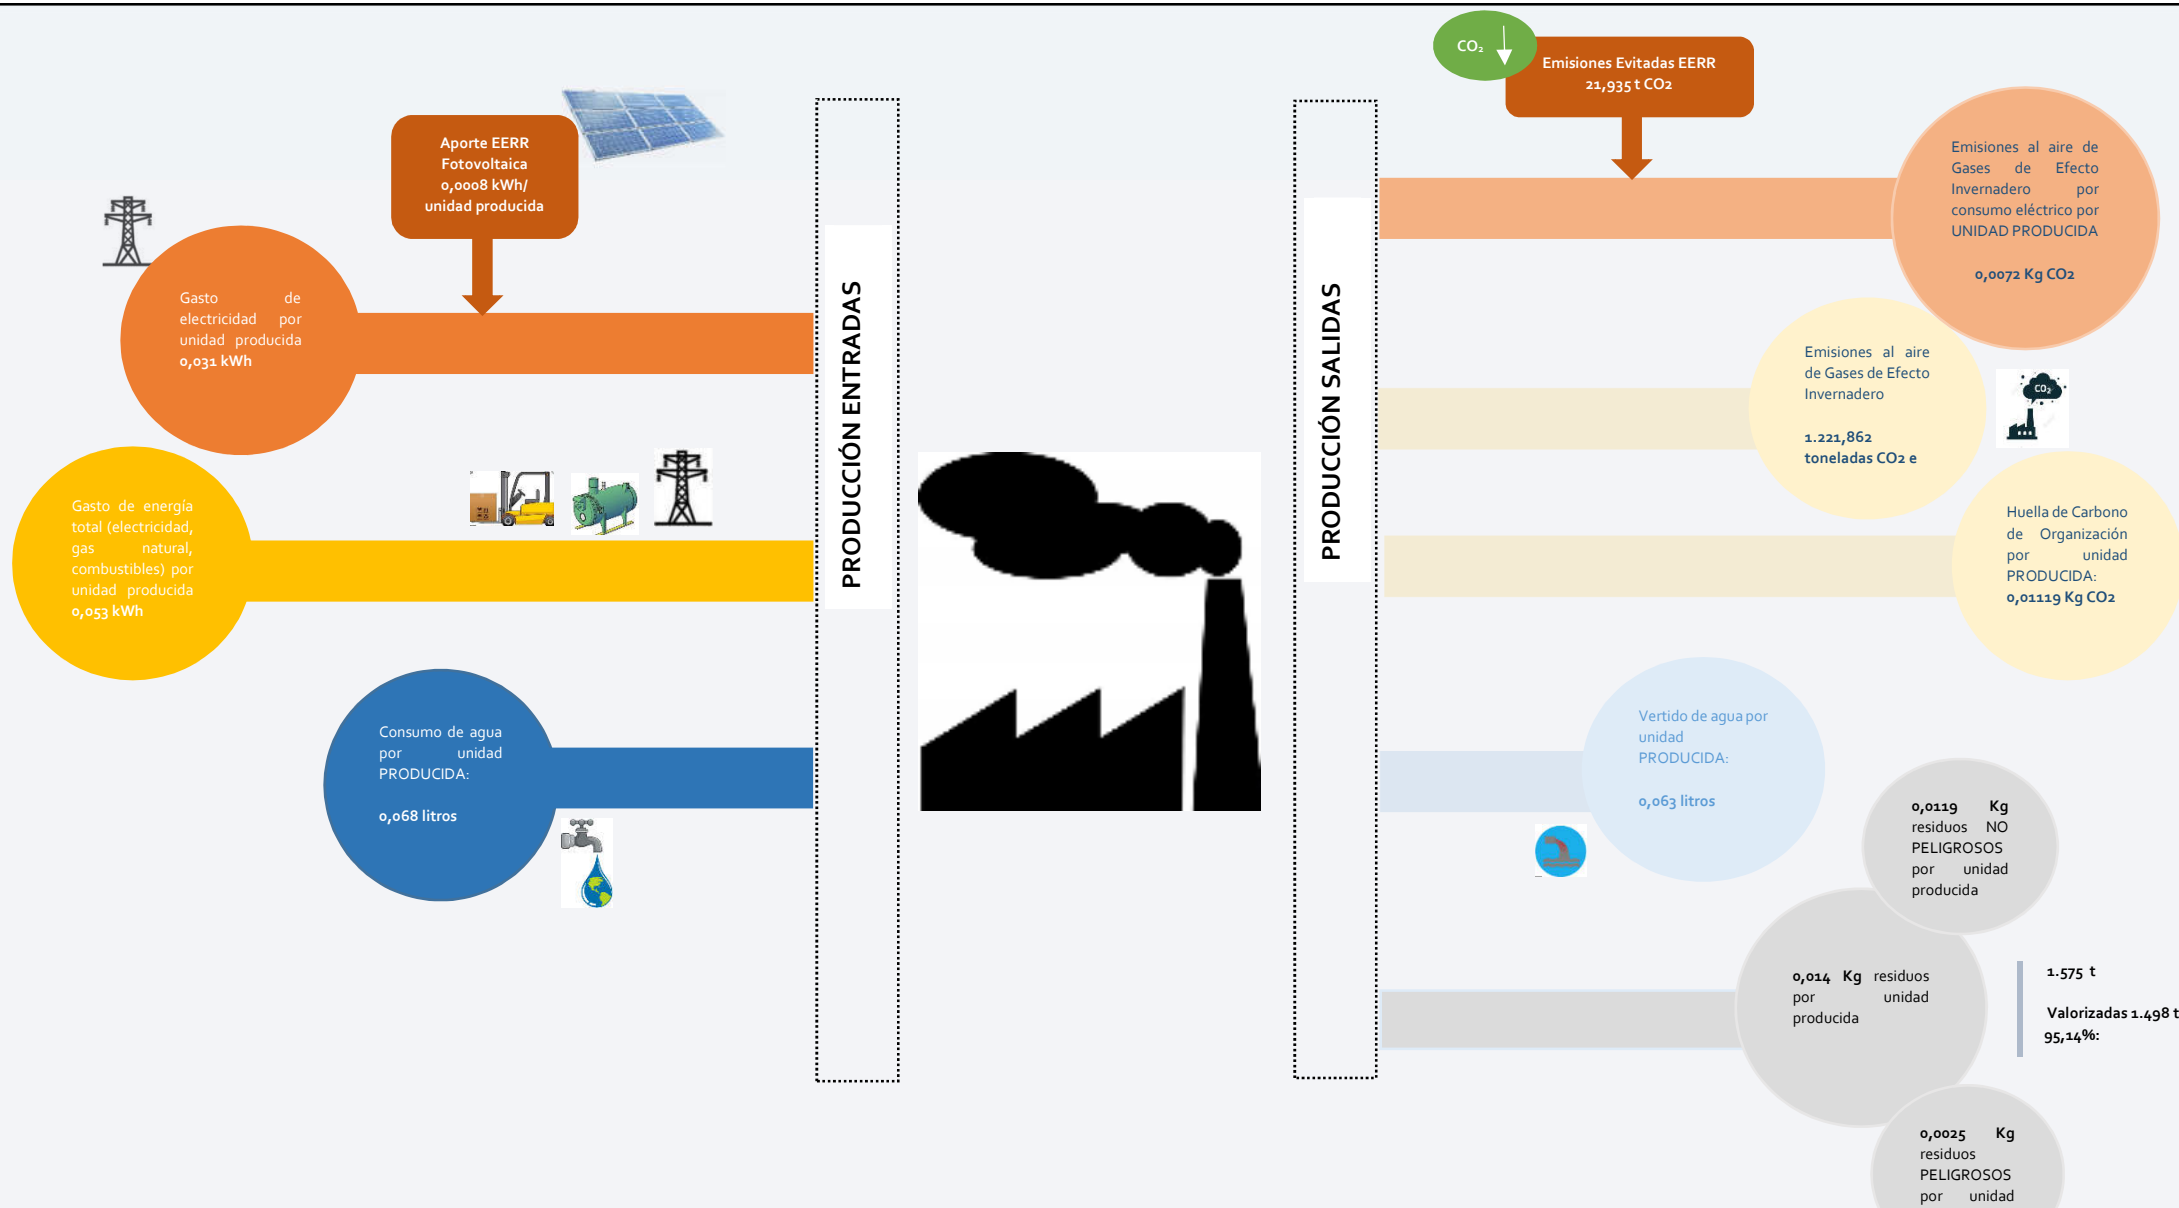 Aporte EERR
Fotovoltaica
0,0008 kWh/
unidad producida
Gasto de
electricidad por
unidad producida
0,031 kWh
Gasto de energía
total (electricidad,
gas natural,
combustibles) por
unidad producida
0,053 kWh
Consumo de agua
por unidad
PRODUCIDA:
0,068 litros
PRODUCCIÓN ENTRADAS
PRODUCCIÓN SALIDAS
CO₂
Emisiones Evitadas EERR
21,935 t CO2
Emisiones al aire de
Gases de Efecto
Invernadero por
consumo eléctrico por
UNIDAD PRODUCIDA
0,0072 Kg CO2
Emisiones al aire
de Gases de Efecto
Invernadero
1.221,862
toneladas CO2 e
CO₂
Huella de Carbono
de Organización
por unidad
PRODUCIDA:
0,01119 Kg CO2
Vertido de agua por
unidad
PRODUCIDA:
0,063 litros
0,0119 Kg
residuos NO
PELIGROSOS
por unidad
producida
0,014 Kg residuos
por unidad
producida
1.575 t
Valorizadas 1.498 t
95,14%:
0,0025 Kg
residuos
PELIGROSOS
por unidad